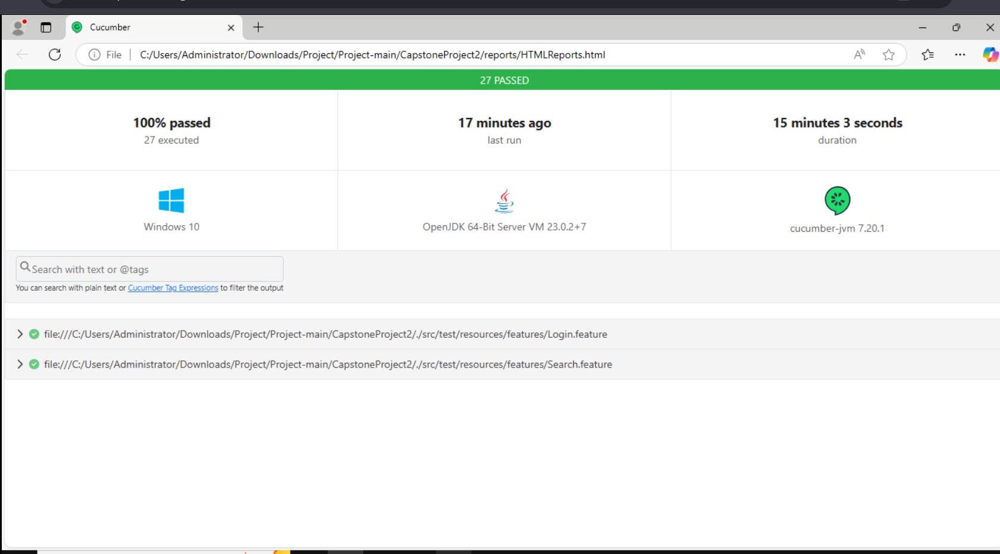 Cucumber
File
C:/Users/Administrator/Downloads/Project/Project-main/CapstoneProject2/reports/HTMLReports.html
27 PASSED
100% passed
27 executed
17 minutes ago
last run
15 minutes 3 seconds
duration
Windows 10
OpenJDK 64-Bit Server VM 23.0.2+7
cucumber-jvm 7.20.1
Search with text or @tags
You can search with plain text or Cucumber Tag Expressions to filter the output
file:///C:/Users/Administrator/Downloads/Project/Project-main/CapstoneProject2/./src/test/resources/features/Login.feature
file:///C:/Users/Administrator/Downloads/Project/Project-main/CapstoneProject2/./src/test/resources/features/Search.feature